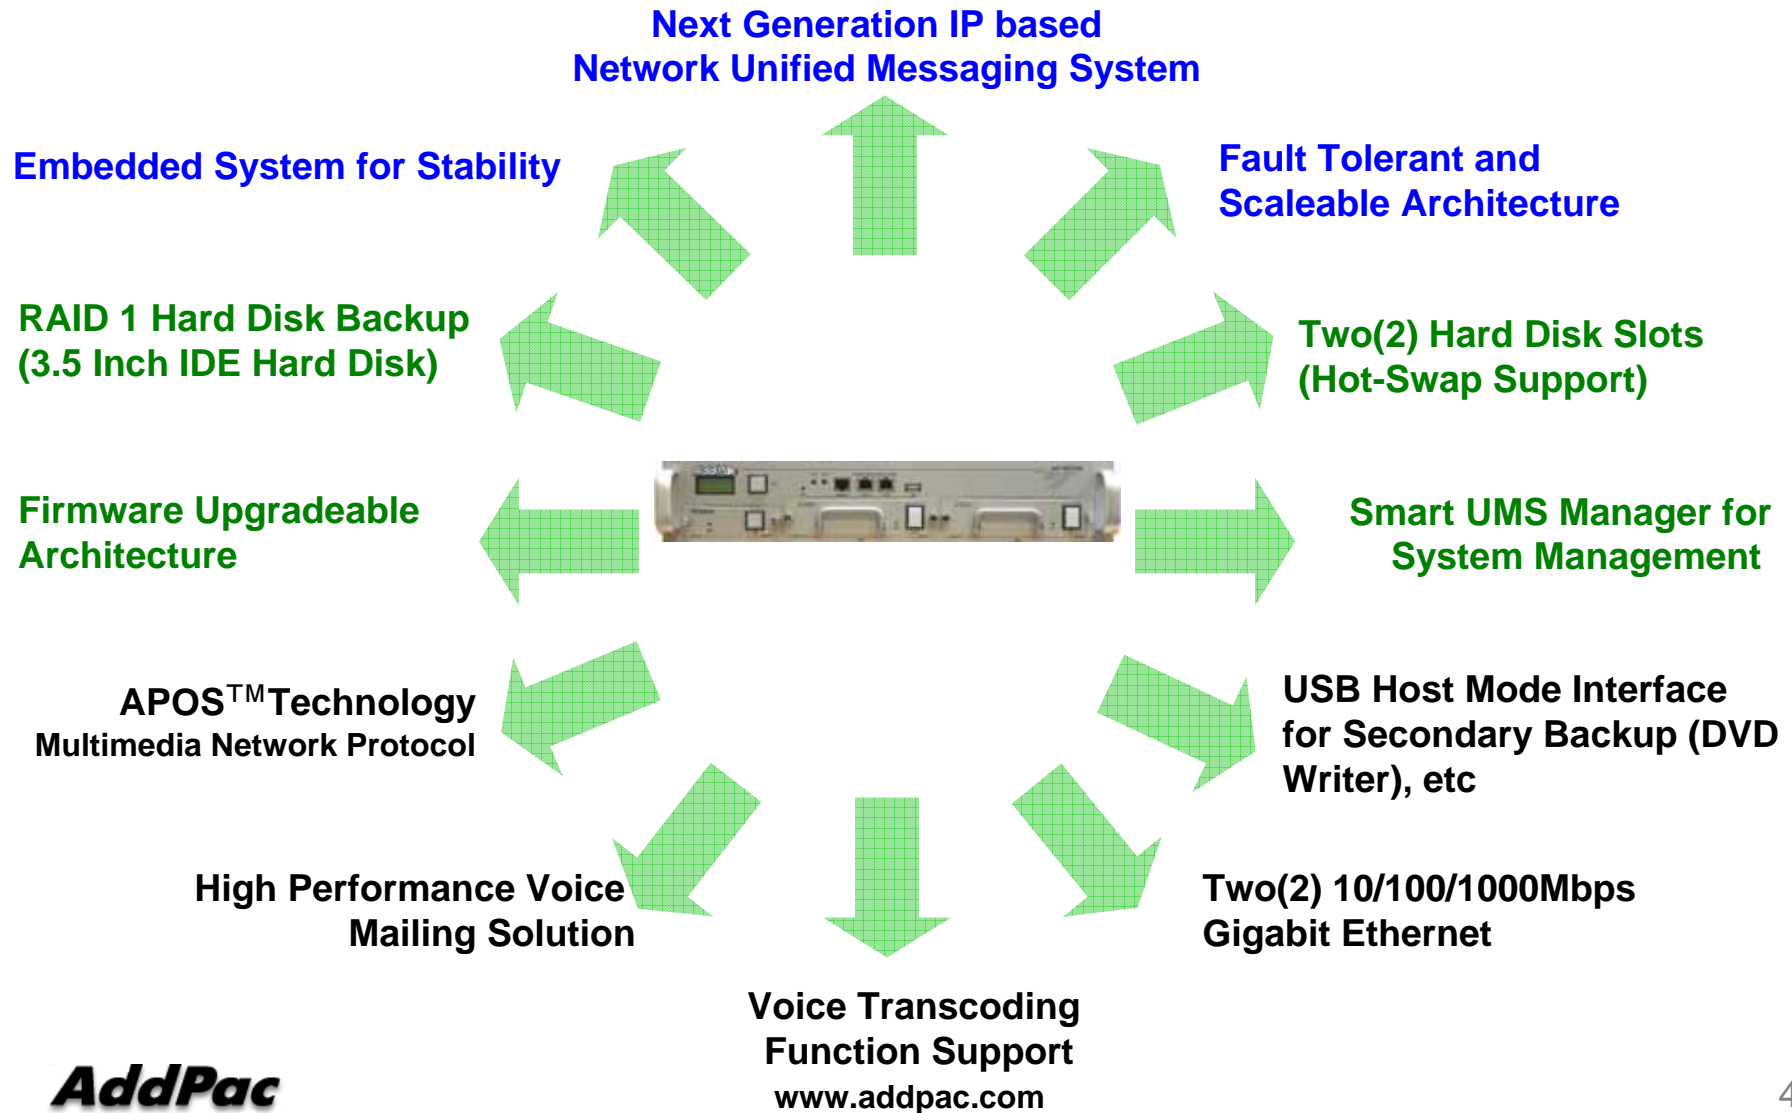 Next Generation IP based
Network Unified Messaging System
Embedded System for Stability
Fault Tolerant and
Scaleable Architecture
RAID 1 Hard Disk Backup
(3.5 Inch IDE Hard Disk)
Two(2) Hard Disk Slots
(Hot-Swap Support)
Firmware Upgradeable
Architecture
Smart UMS Manager for
System Management
APOS™Technology
Multimedia Network Protocol
USB Host Mode Interface
for Secondary Backup (DVD
Writer), etc
High Performance Voice
Mailing Solution
Two(2) 10/100/1000Mbps
Gigabit Ethernet
Voice Transcoding
Function Support
AddPac
www.addpac.com
4